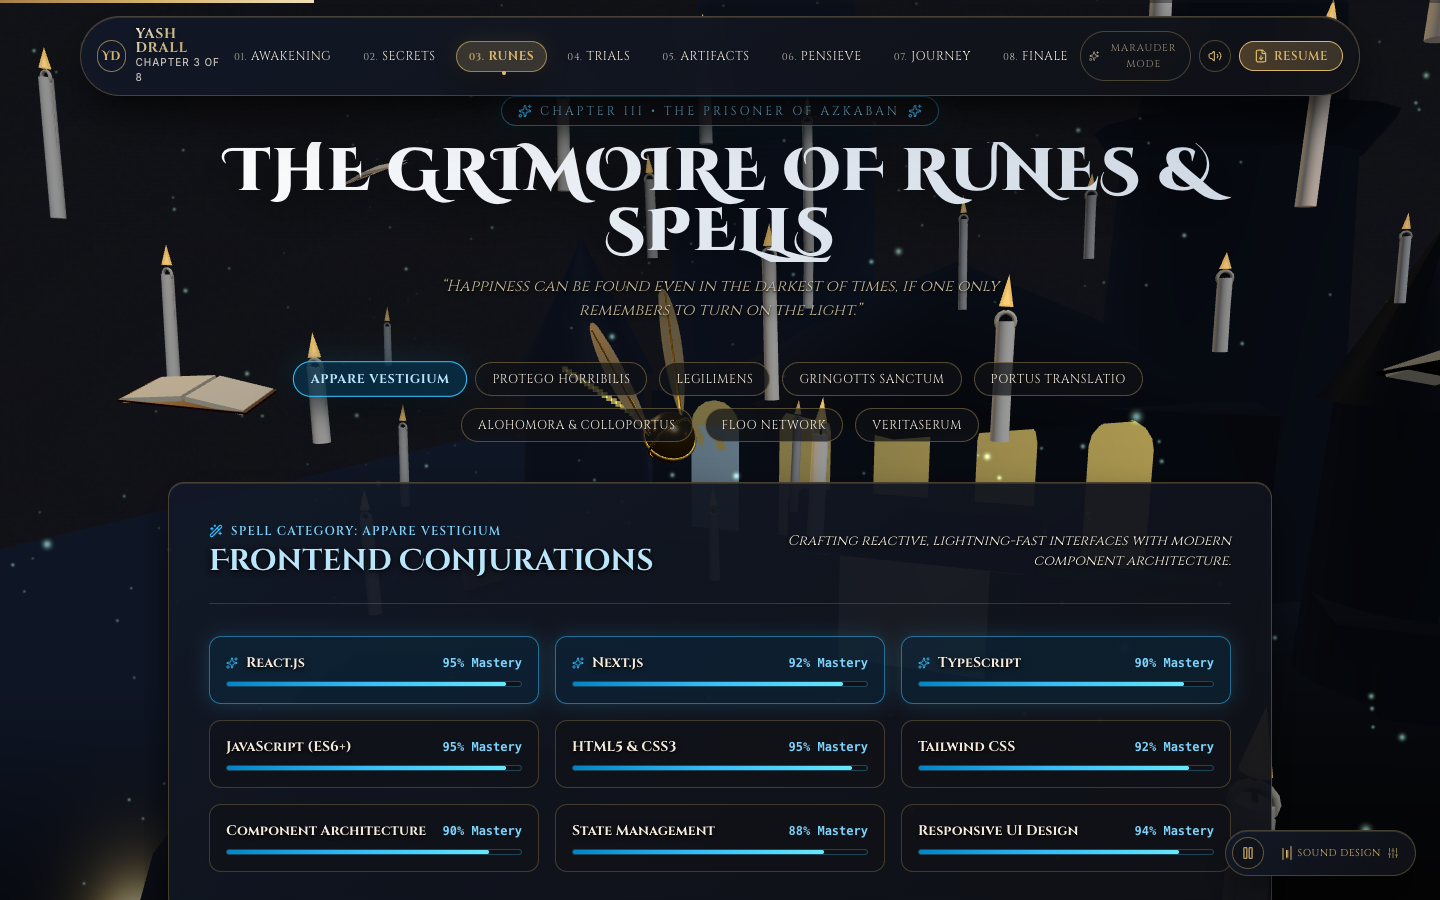 YD
YASH
DRALL
CHAPTER 3 OF
8
01. AWAKENING
02. SECRETS
03. RUNES
04. TRIALS
05. ARTIFACTS
06. PENSIEVE
07. JOURNEY
08. FINALE
MARAUDER
MODE
RESUME
CHAPTER III • THE PRISONER OF AZKABAN
THE GRIMOIRE OF RUNES &
SPELLS
“HAPPINESS CAN BE FOUND EVEN IN THE DARKEST OF TIMES, IF ONE ONLY
REMEMBERS TO TURN ON THE LIGHT.”
APPARE VESTIGIUM
PROTEGO HORRIBILIS
LEGILIMENS
GRINGOTTS SANCTUM
PORTUS TRANSLATIO
ALOHOMORA & COLLOPORTUS
FLOO NETWORK
VERITASERUM
SPELL CATEGORY: APPARE VESTIGIUM
FRONTEND CONJURATIONS
CRAFTING REACTIVE, LIGHTNING-FAST INTERFACES WITH MODERN
COMPONENT ARCHITECTURE.
REACT.JS 95% Mastery
NEXT.JS 92% Mastery
TYPESCRIPT 90% Mastery
JAVASCRIPT (ES6+) 95% Mastery
HTML5 & CSS3 95% Mastery
TAILWIND CSS 92% Mastery
COMPONENT ARCHITECTURE 90% Mastery
STATE MANAGEMENT 88% Mastery
RESPONSIVE UI DESIGN 94% Mastery
SOUND DESIGN